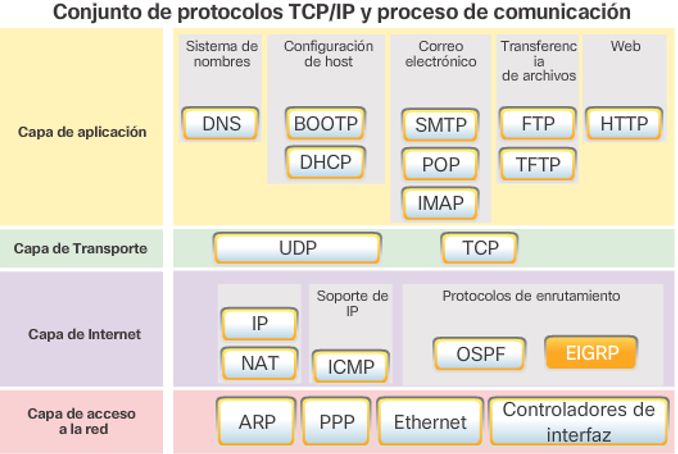 Conjunto de protocolos TCP/IP y proceso de comunicación
Capa de aplicación
Sistema de
nombres
DNS
Configuración
de host
BOOTP
DHCP
Correo
electrónico
SMTP
POP
IMAP
Transferenc
ia
de archivos
FTP
TFTP
Web
HTTP
Capa de Transporte
UDP
TCP
Capa de Internet
IP
NAT
Soporte de
IP
ICMP
Protocolos de enrutamiento
OSPF
EIGRP
Capa de acceso
a la red
ARP
PPP
Ethernet
Controladores de
interfaz